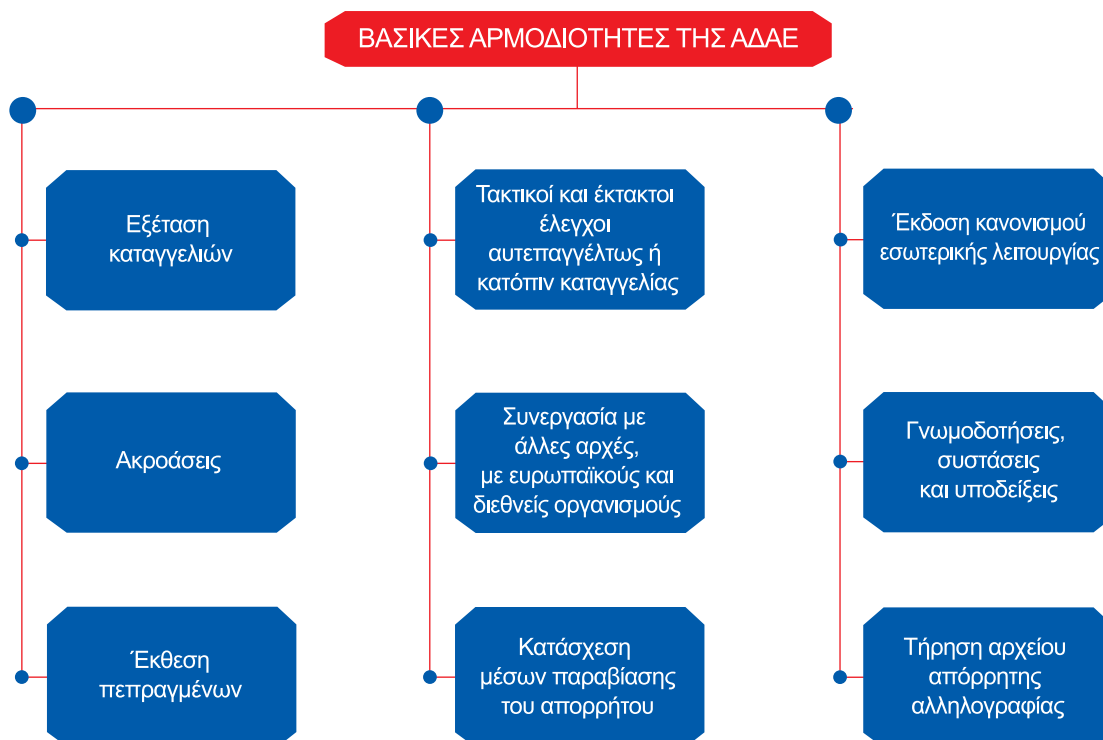 ΒΑΣΙΚΕΣ ΑΡΜΟΔΙΟΤΗΤΕΣ ΤΗΣ ΑΔΑΕ
Εξέταση
καταγγελιών
Τακτικοί και έκτακτοι
έλεγχοι
αυτεπαγγέλτως ή
κατόπιν καταγγελίας
Έκδοση κανονισμού
εσωτερικής λειτουργίας
Ακροάσεις
Συνεργασία με
άλλες αρχές,
με ευρωπαϊκούς και
διεθνείς οργανισμούς
Γνωμοδοτήσεις,
συστάσεις
και υποδείξεις
Έκθεση
πεπραγμένων
Κατάσχεση
μέσων παραβίασης
του απορρήτου
Τήρηση αρχείου
απόρρητης
αλληλογραφίας